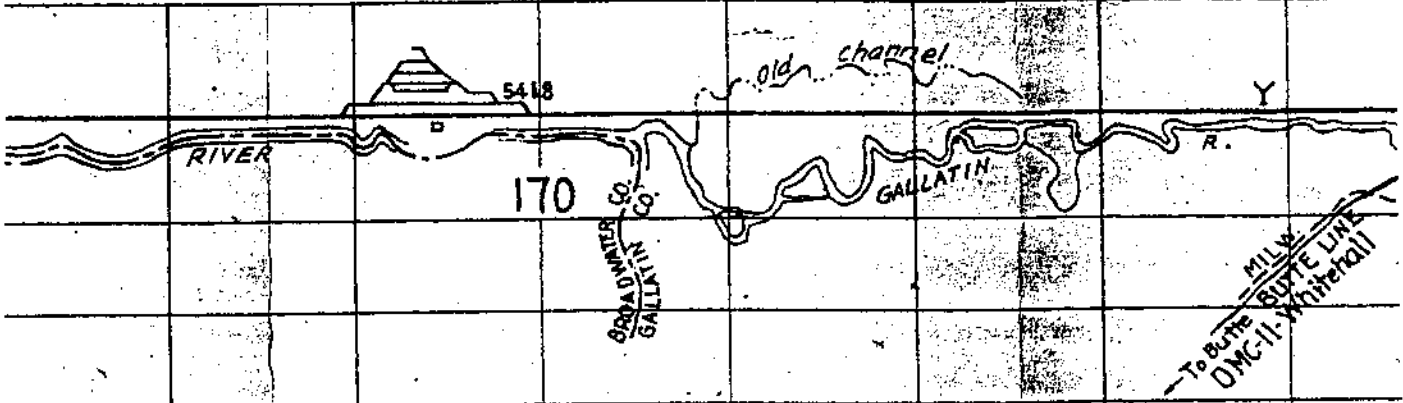 old channel
5418
Y
RIVER
R.
GALLATIN
170
BROADWATER CO.
GALLATIN CO.
MILW.
BUTTE LINE
To Butte
DMC-11-Whitehall